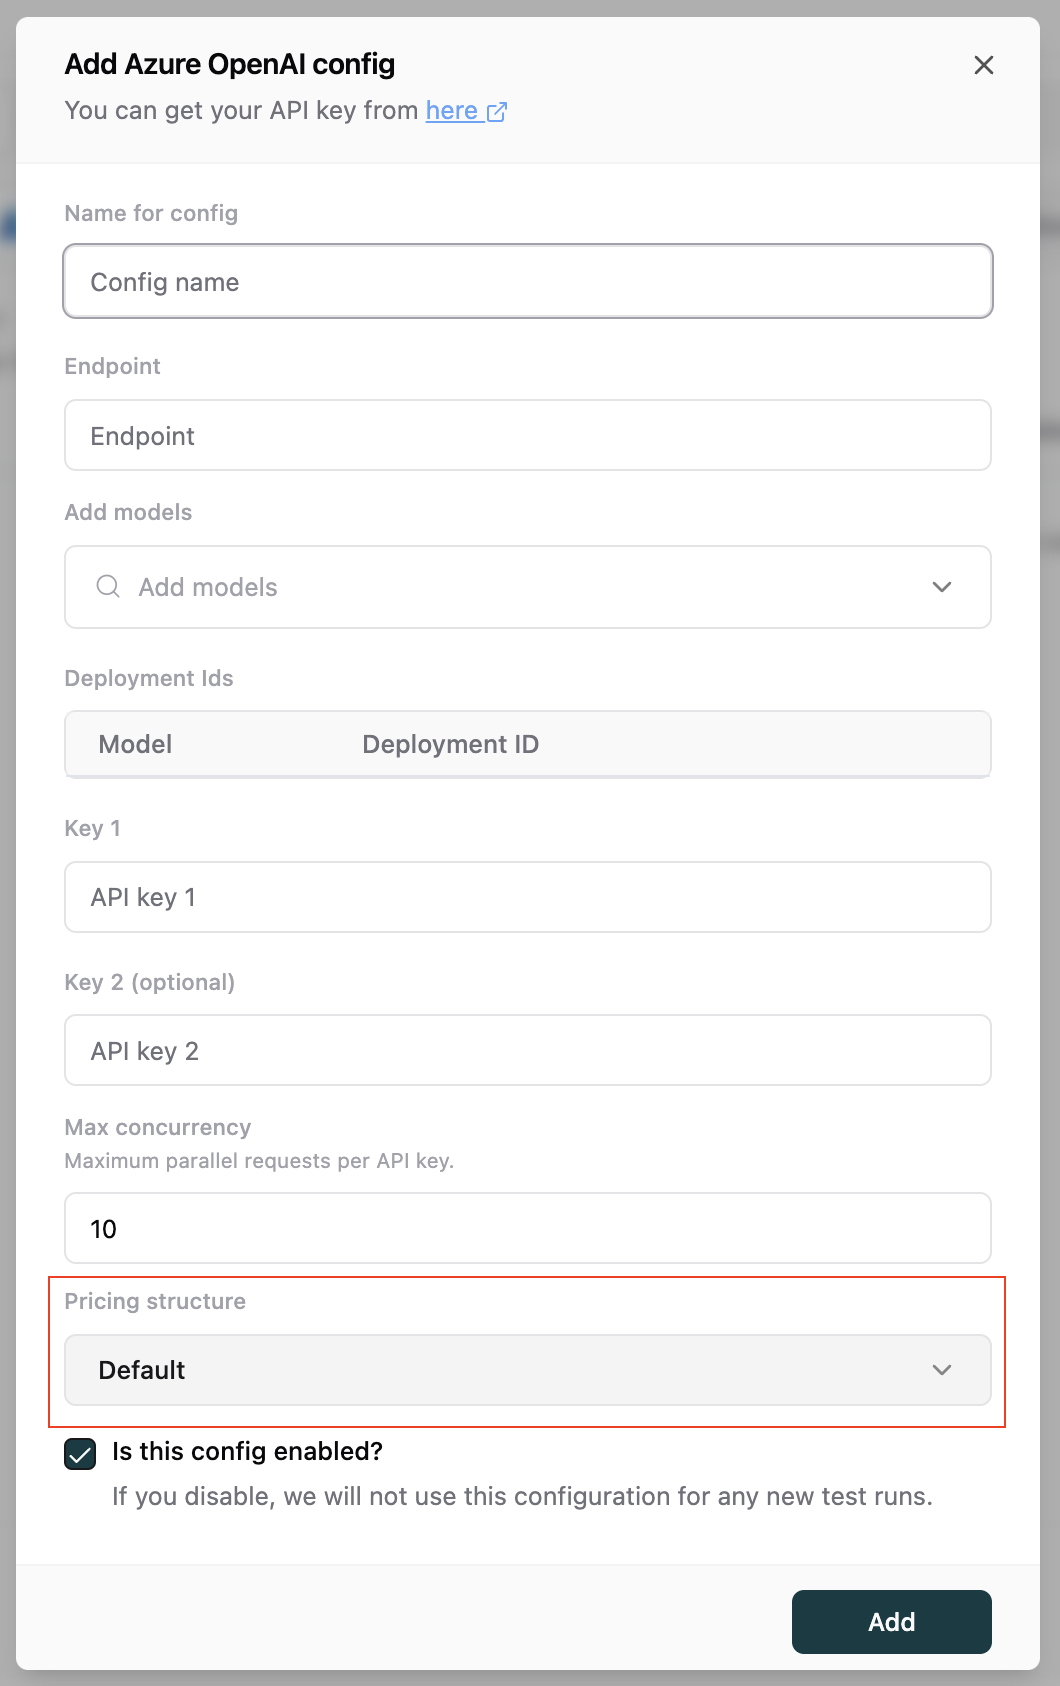 Add Azure OpenAI config
You can get your API key from here
Name for config
Config name
Endpoint
Endpoint
Add models
Add models
Deployment Ids
Model Deployment ID
Key 1
API key 1
Key 2 (optional)
API key 2
Max concurrency
Maximum parallel requests per API key.
10
Pricing structure
Default
Is this config enabled?
If you disable, we will not use this configuration for any new test runs.
Add